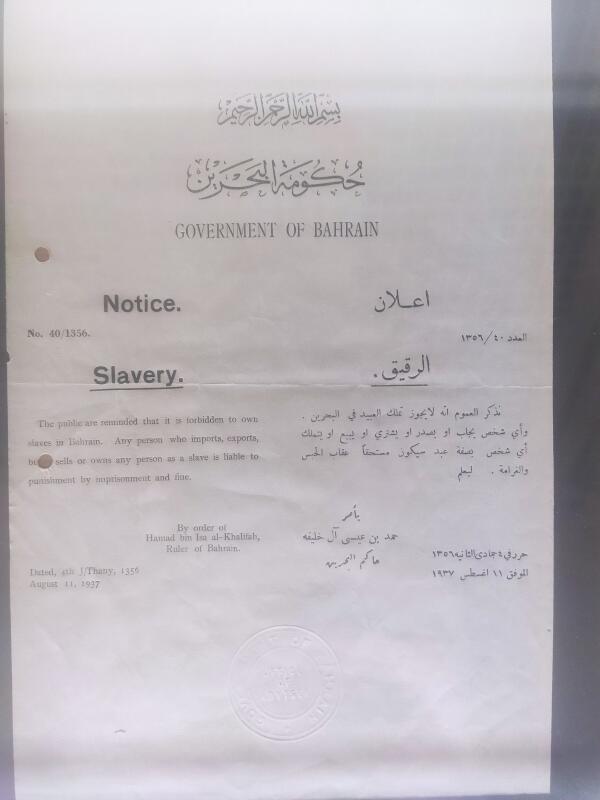 بسم الله الرحمن الرحيم
حكومة البحرين
GOVERNMENT OF BAHRAIN
Notice.
No. 40/1356.
Slavery.
The public are reminded that it is forbidden to own
slaves in Bahrain. Any person who imports, exports,
sells or owns any person as a slave is liable to
punishment by imprisonment and fine.
By order of
Hamad bin Isa al-Khalifah,
Ruler of Bahrain.
Dated, 4th J/Thany, 1356
August 11, 1937
اعلان
العدد ٤٠/١٣٥٦
الرقيق.
نذكر العموم انه لايجوز تملك العبيد في البحرين .
وأي شخص يجلب او يصدر او يشتري او يبيع او يتملك
أي شخص بصفة عبد سيكون مستحقاً عقاب الحبس
والغرامة . ليعلم
بأمر
حمد بن عيسى آل خليفه
حاكم البحرين
حرر في ٤ جمادى الثانيه ١٣٥٦
الموافق ١١ اغسطس ١٩٣٧